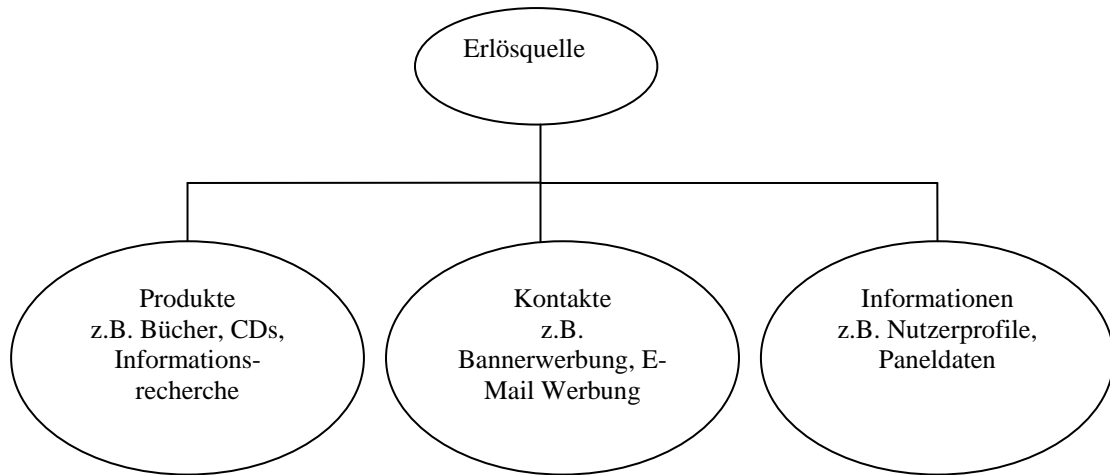 Erlösquelle
Produkte
z.B. Bücher, CDs,
Informations-
recherche
Kontakte
z.B.
Bannerwerbung, E-
Mail Werbung
Informationen
z.B. Nutzerprofile,
Paneldaten